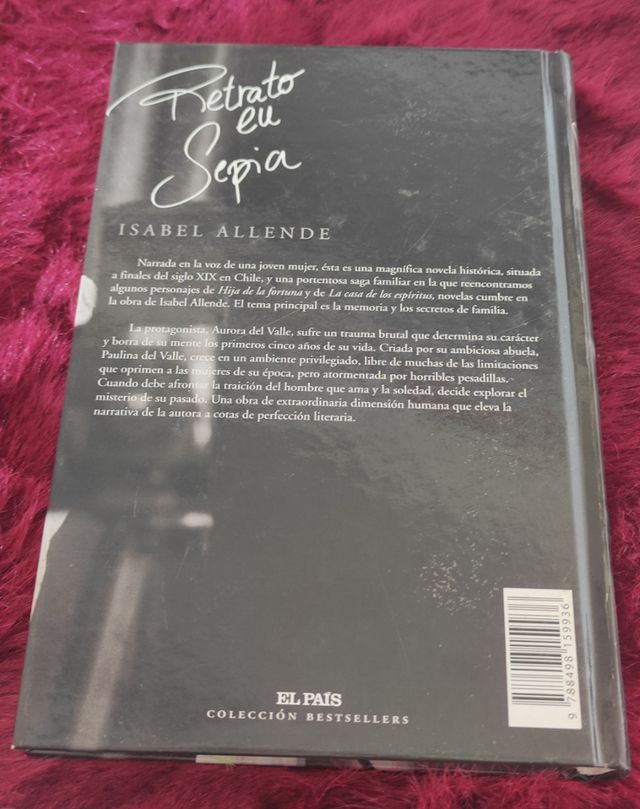 Retrato
en
Sepia
ISABEL ALLENDE
Narrada en la voz de una joven mujer, ésta es una magnífica novela histórica, situada
a finales del siglo XIX en Chile, y una portentosa saga familiar en la que reencontramos
algunos personajes de Hija de la fortuna y de La casa de los espíritus, novelas cumbre en
la obra de Isabel Allende. El tema principal es la memoria y los secretos de familia.
La protagonista, Aurora del Valle, sufre un trauma brutal que determina su carácter
y borra de su mente los primeros cinco años de su vida. Criada por su ambiciosa abuela,
Paulina del Valle, crece en un ambiente privilegiado, libre de muchas de las limitaciones
que oprimen a las mujeres de su época, pero atormentada por horribles pesadillas.
Cuando debe afrontar la traición del hombre que ama y la soledad, decide explorar el
misterio de su pasado. Una obra de extraordinaria dimensión humana que eleva la
narrativa de la autora a cotas de perfección literaria.
EL PAÍS
COLECCIÓN BESTSELLERS
9 788498 159936